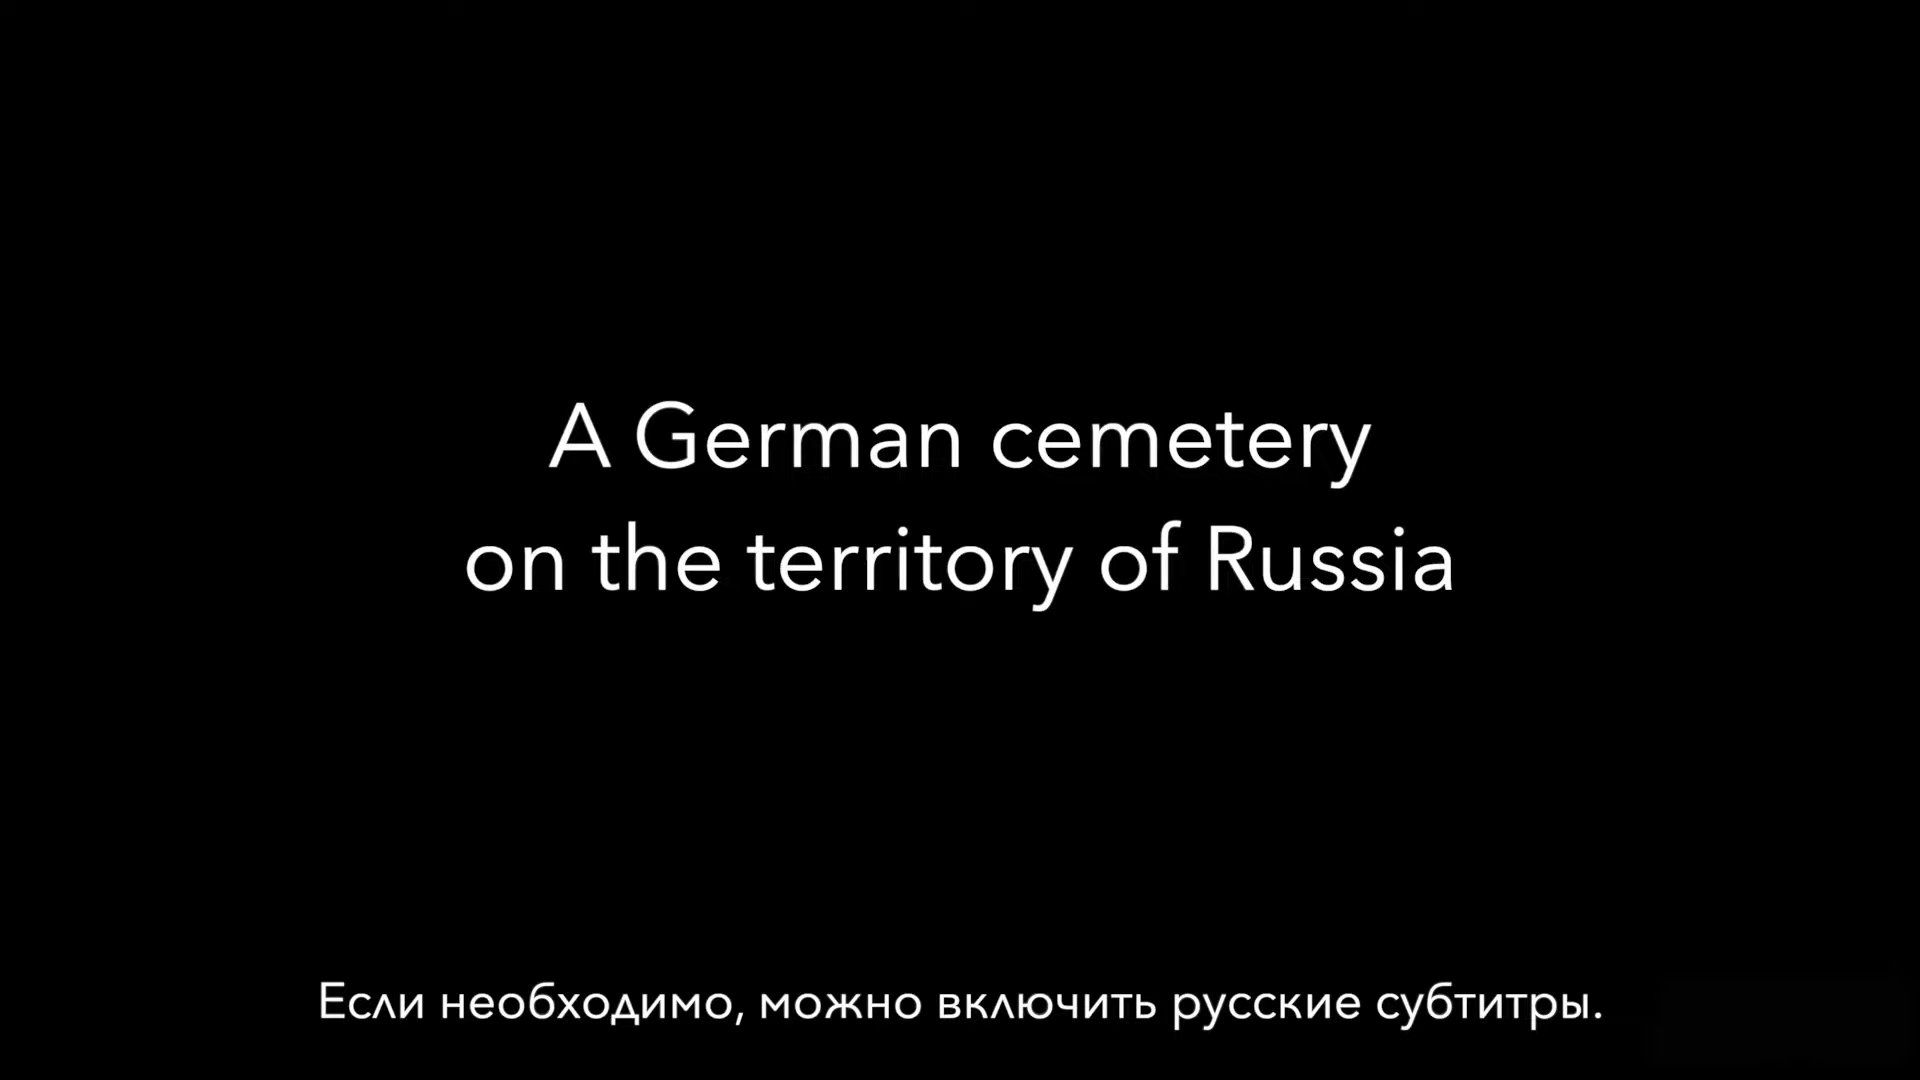 A German cemetery
on the territory of Russia
Если необходимо, можно включить русские субтитры.